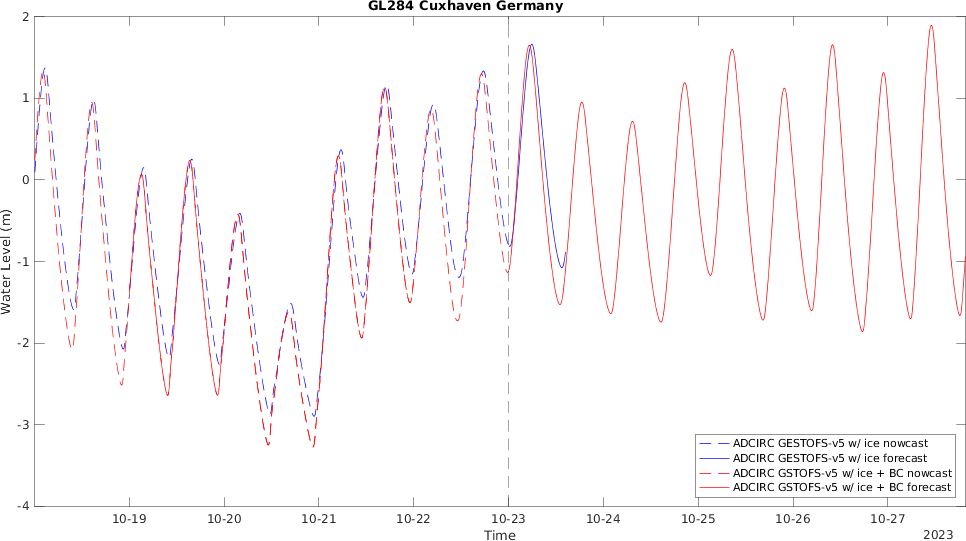 GL284 Cuxhaven Germany
2
1
0
-1
-2
-3
-4
Water Level (m)
ADCIRC GESTOFS-v5 w/ ice nowcast
ADCIRC GESTOFS-v5 w/ ice forecast
ADCIRC GSTOFS-v5 w/ ice + BC nowcast
ADCIRC GSTOFS-v5 w/ ice + BC forecast
10-19 10-20 10-21 10-22 10-23 10-24 10-25 10-26 10-27
Time
2023